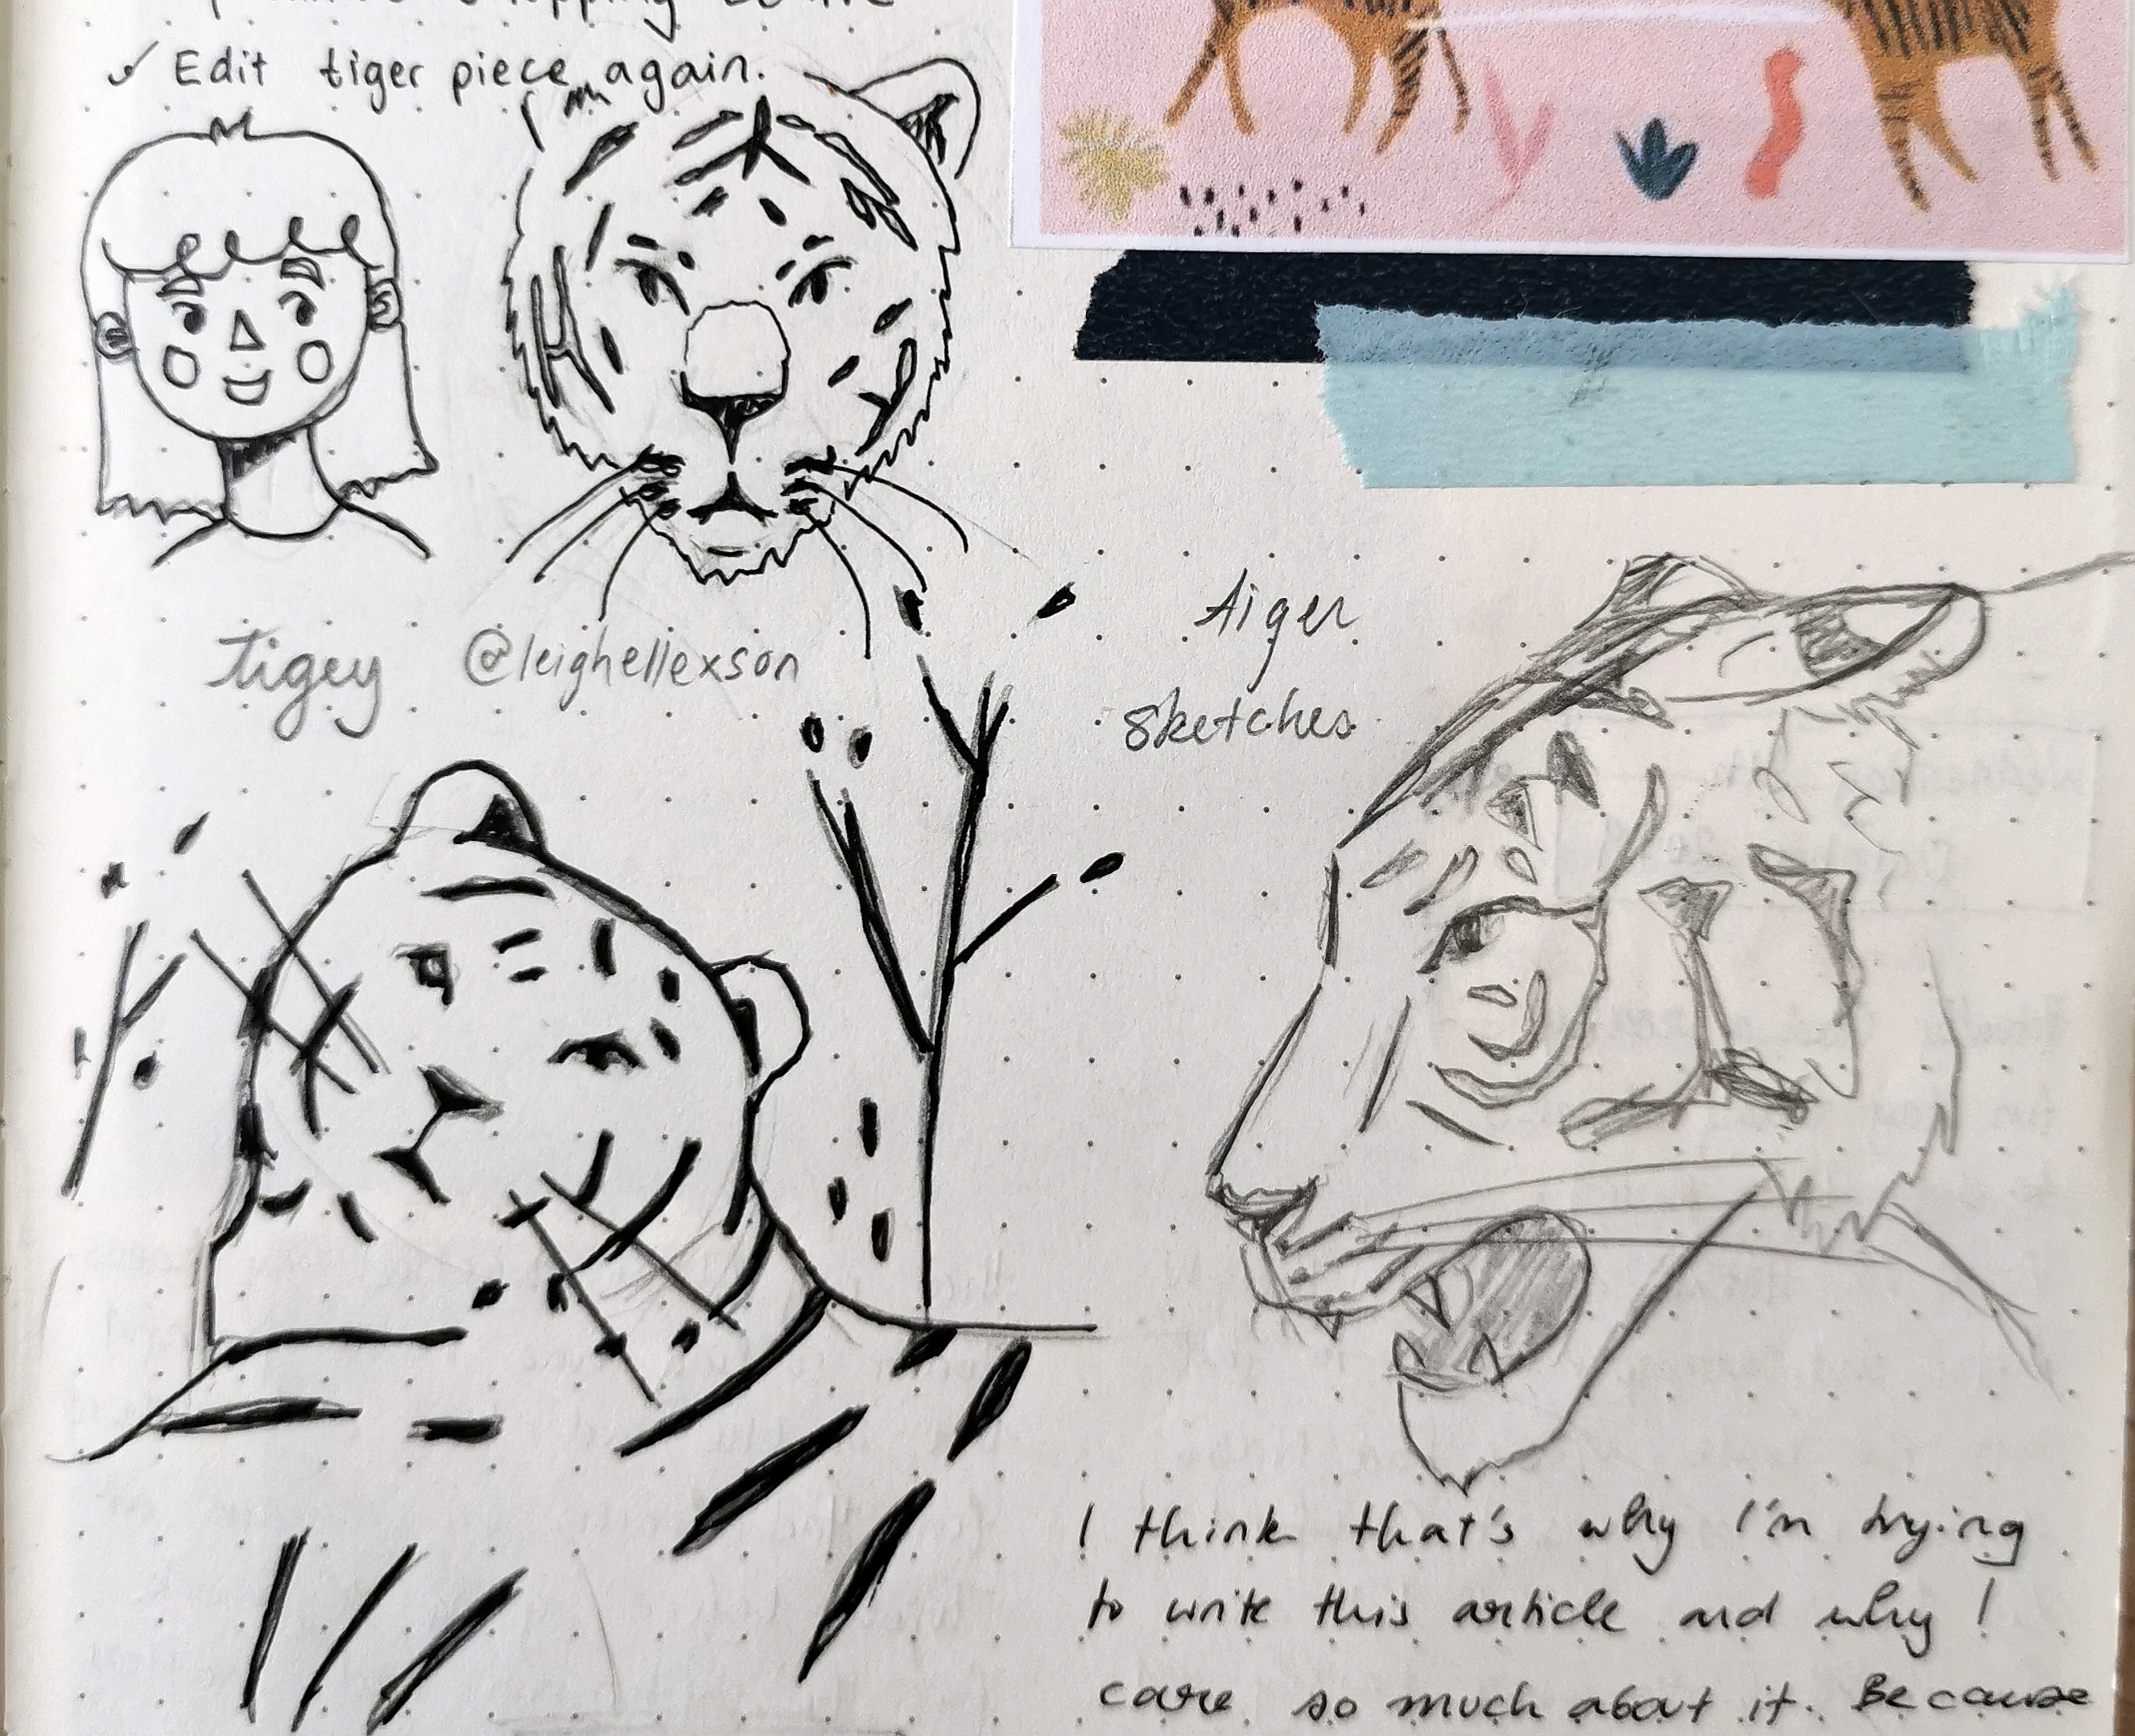 ✓ Edit tiger piece again.
tigey @leighellexson
tiger
sketches
I think that's why I'm trying
to write this article and why I
care so much about it. Because